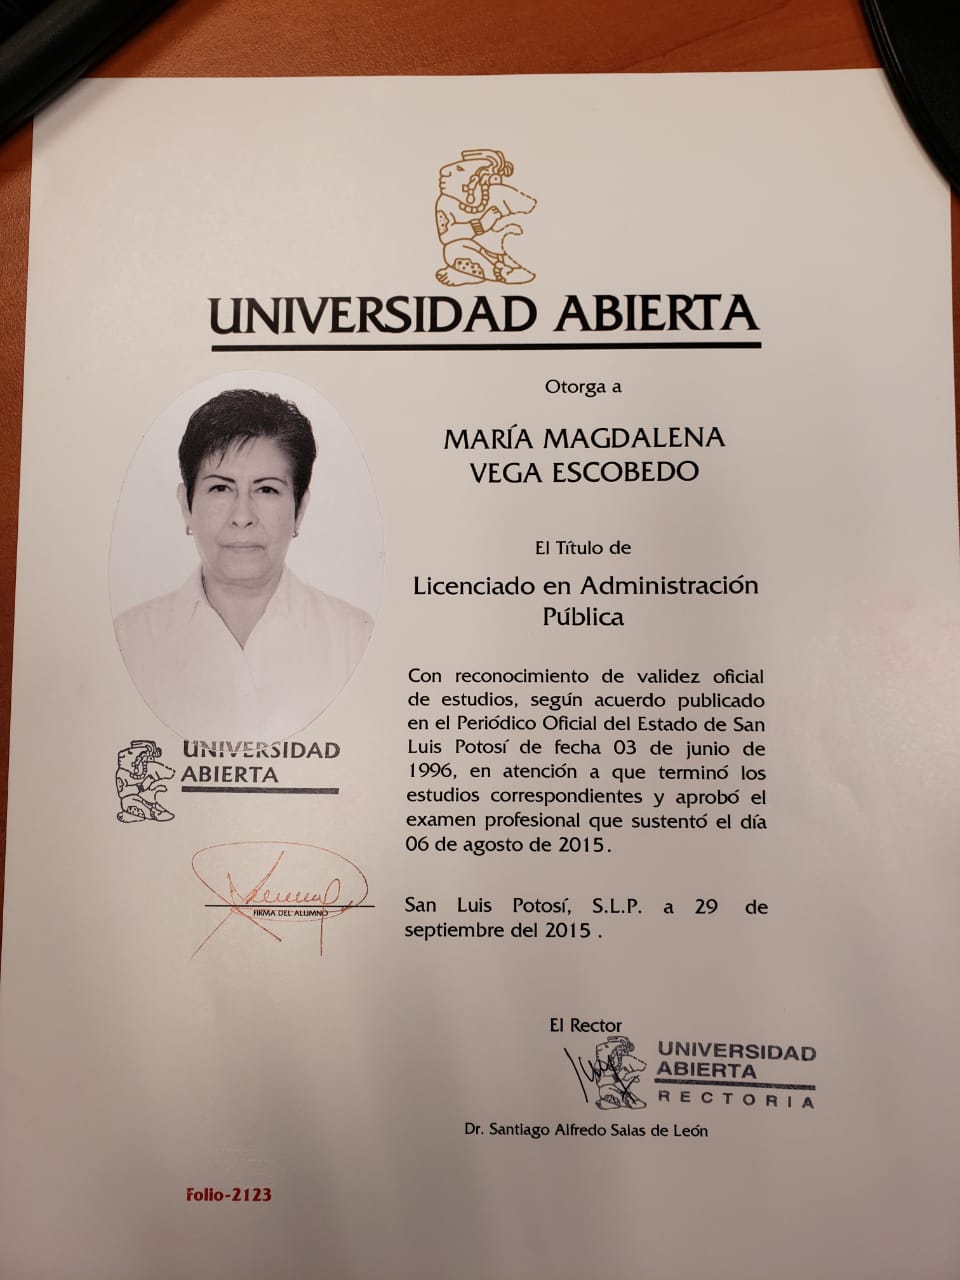 UNIVERSIDAD ABIERTA
Otorga a
MARÍA MAGDALENA
VEGA ESCOBEDO
El Título de
Licenciado en Administración
Pública
Con reconocimiento de validez oficial
de estudios, según acuerdo publicado
en el Periódico Oficial del Estado de San
Luis Potosí de fecha 03 de junio de
1996, en atención a que terminó los
estudios correspondientes y aprobó el
examen profesional que sustentó el día
06 de agosto de 2015.
UNIVERSIDAD
ABIERTA
FIRMA DEL ALUMNO
San Luis Potosí, S.L.P. a 29 de
septiembre del 2015 .
El Rector
UNIVERSIDAD
ABIERTA
RECTORIA
Dr. Santiago Alfredo Salas de León
Folio-2123